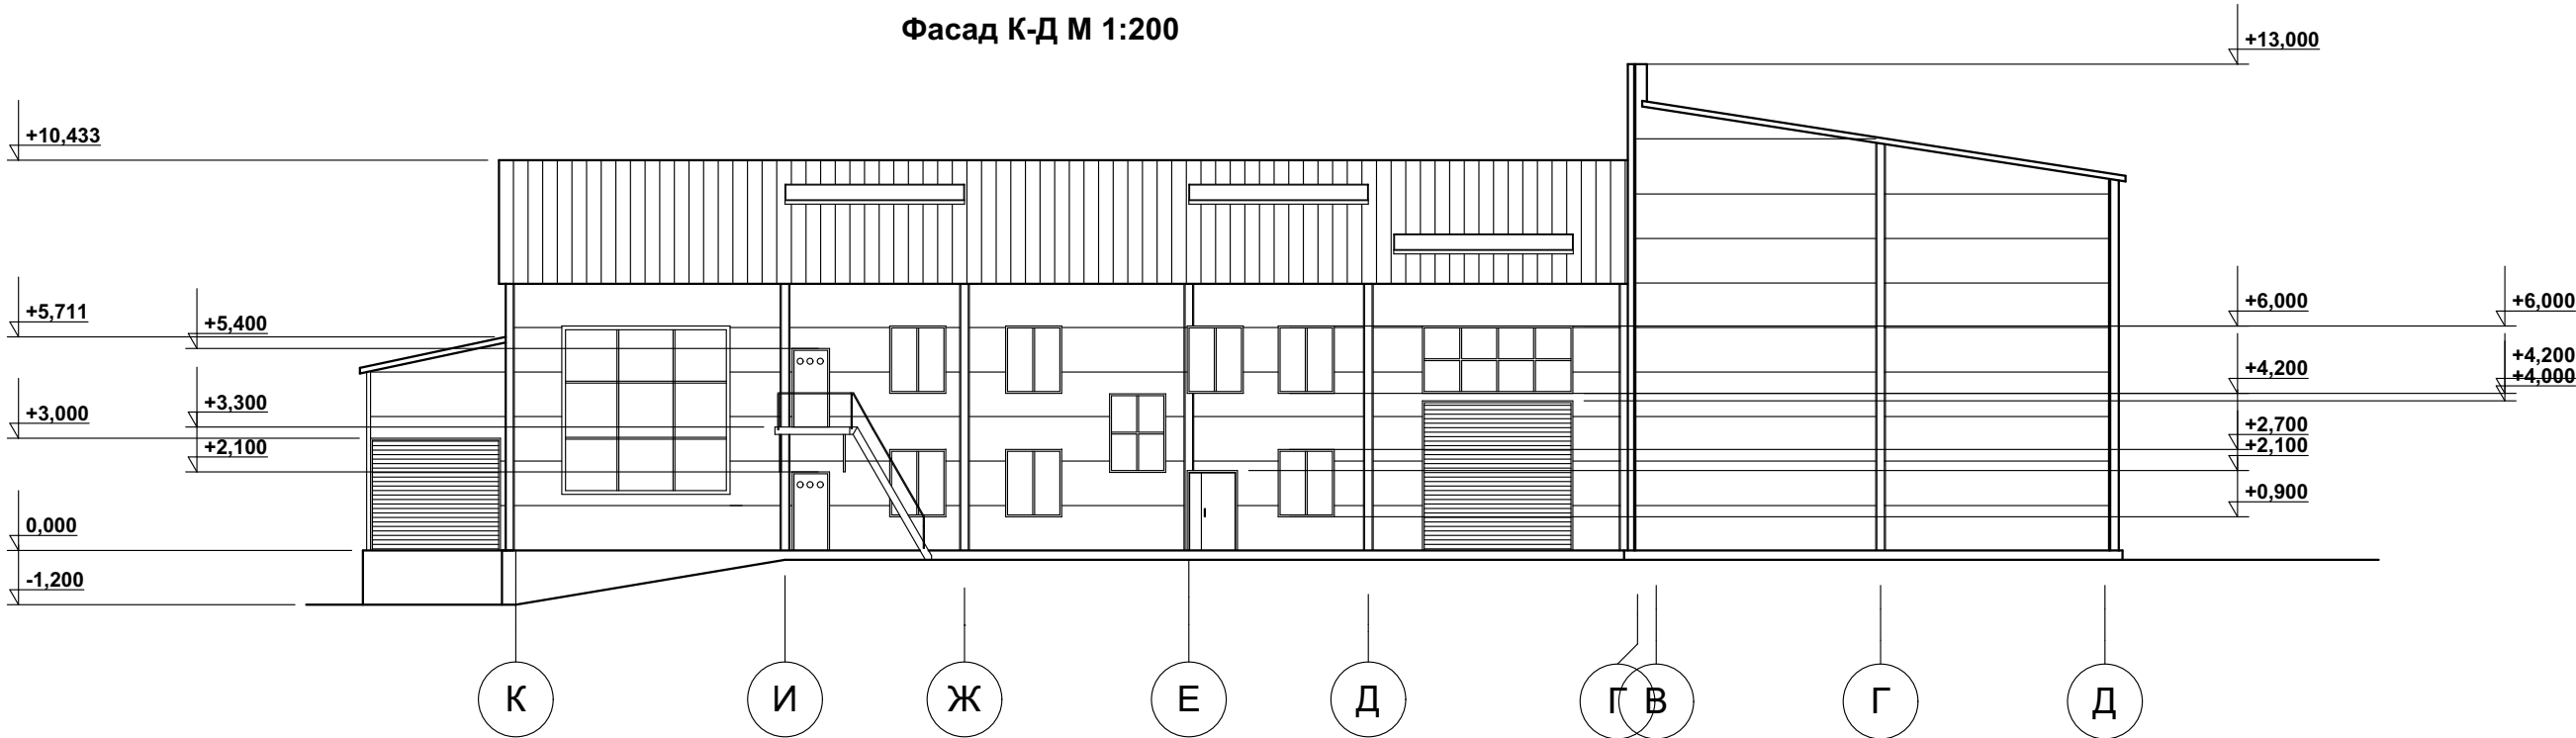 Фасад К-Д М 1:200
+13,000
+10,433
+5,711
+5,400
+6,000
+6,000
+3,300
+3,000
+4,200
+4,200
+4,000
+2,100
+2,700
+2,100
0,000
+0,900
-1,200
К
И
Ж
Е
Д
Г
В
Г
Д